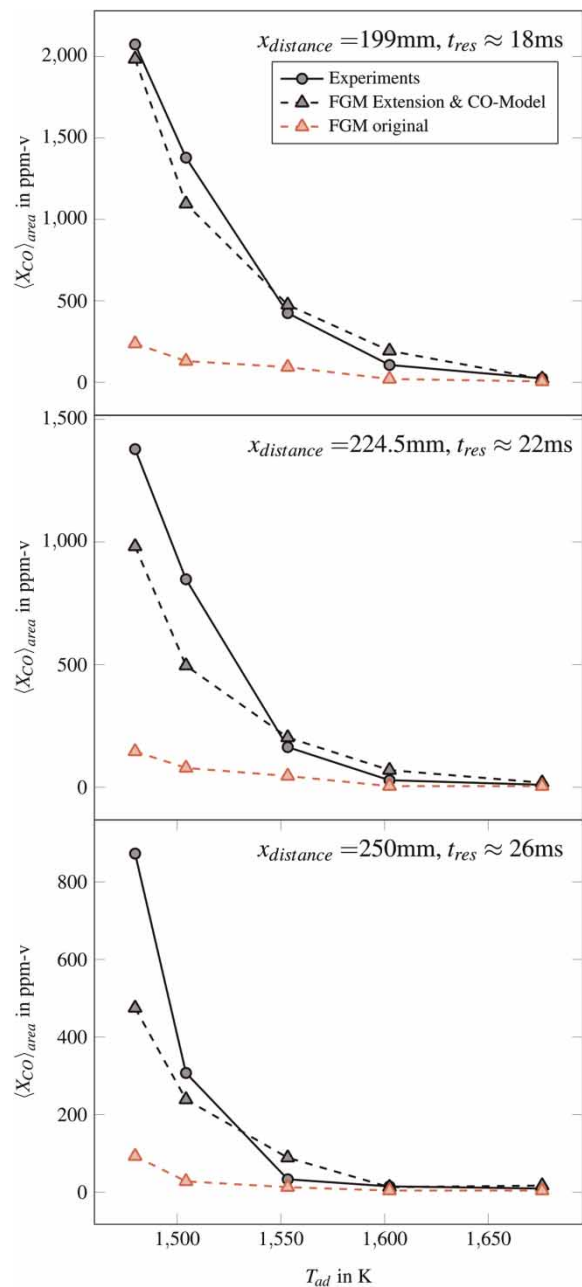 x_distance =199mm, t_res ≈ 18ms
Experiments
FGM Extension & CO-Model
FGM original
2,000
1,500
1,000
500
0
⟨X_CO⟩_area in ppm-v
x_distance =224.5mm, t_res ≈ 22ms
1,500
1,000
500
0
⟨X_CO⟩_area in ppm-v
x_distance =250mm, t_res ≈ 26ms
800
600
400
200
0
⟨X_CO⟩_area in ppm-v
1,500 1,550 1,600 1,650
T_ad in K